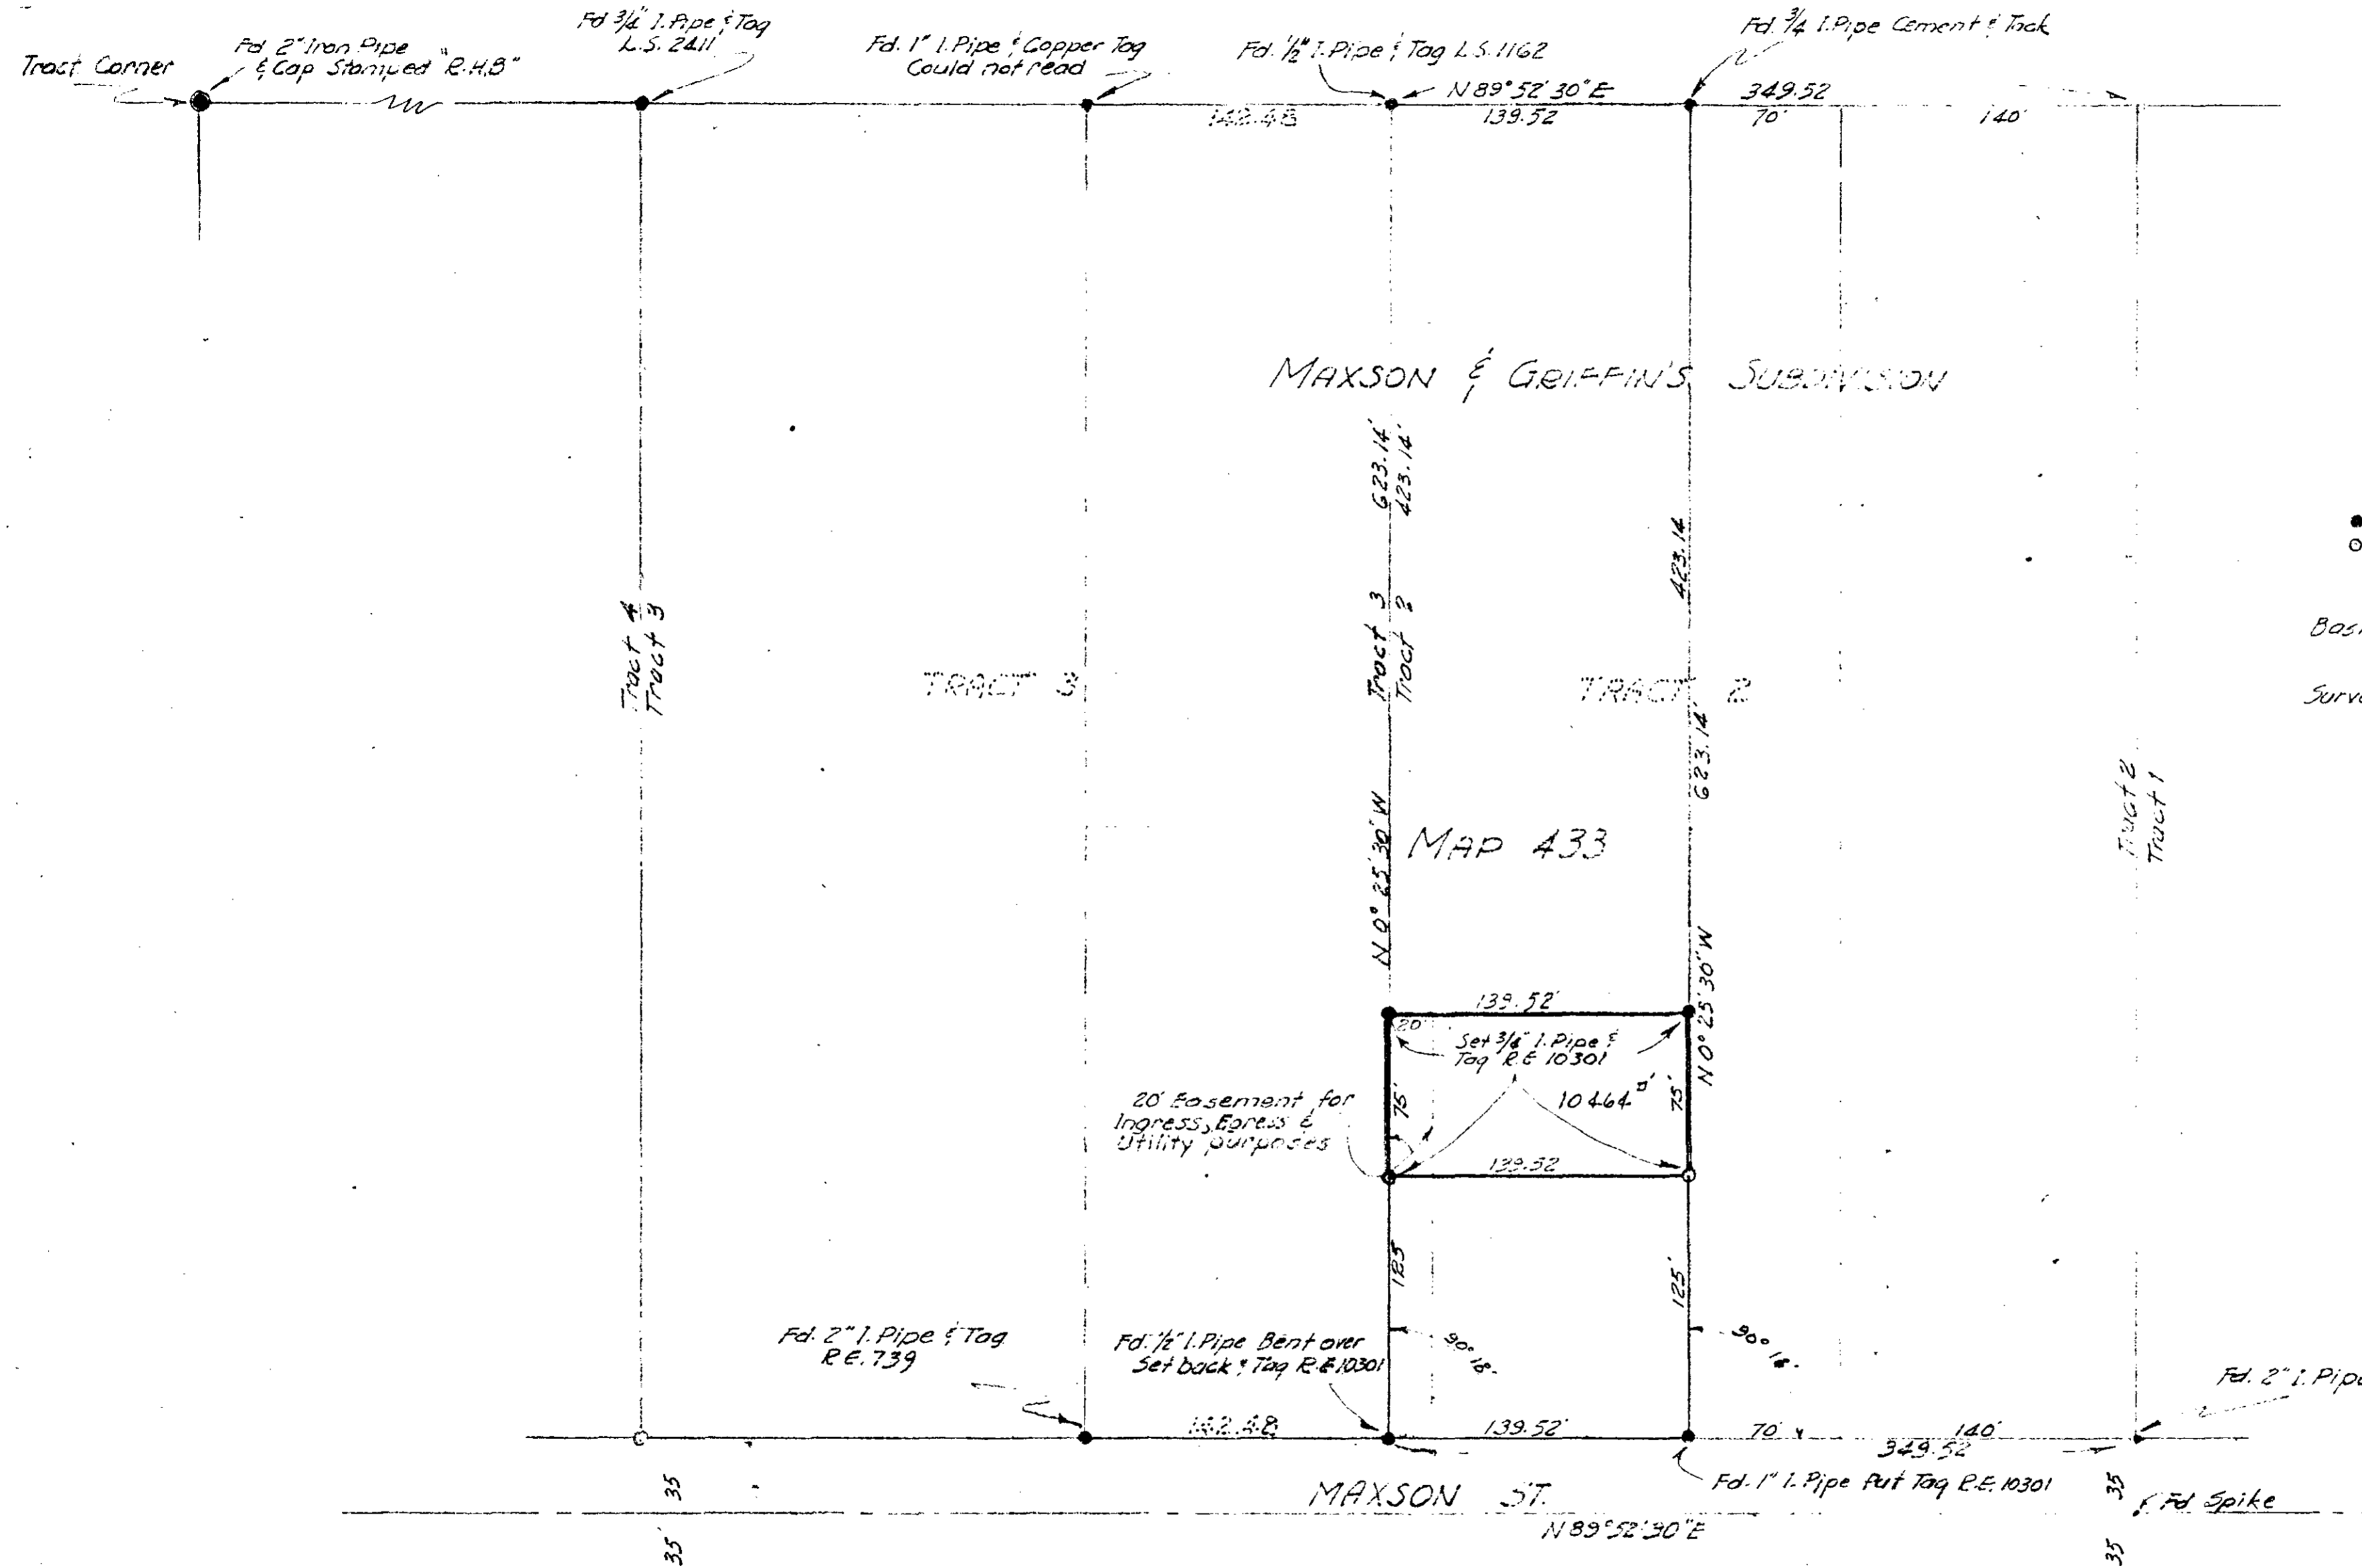 Tract Corner
Fd. 2" Iron Pipe
& Cap Stamped "R.H.B"
Fd 3/4" I. Pipe & Tag
L.S. 2411
Fd. 1" I. Pipe & Copper Tag
Could not read
Fd. 1/2" I. Pipe & Tag L.S. 1162
Fd. 3/4 I. Pipe Cement & Tack
N 89° 52' 30" E
349.52
142.48
139.52
70'
140'
MAXSON & GRIFFIN'S SUBDIVISION
623.14'
423.14'
423.14
Tract 4
Tract 3
TRACT 3
Tract 3
Tract 2
TRACT 2
623.14'
Tract 2
Tract 1
N 0° 25' 30" W
MAP 433
N 0° 25' 30" W
139.52'
20'
Set 3/4" I. Pipe &
Tag R.E 10301
20' Easement for
Ingress, Egress &
Utility purposes
75'
10464
75'
139.52
125
125'
90° 18'
90° 18'
Fd. 2" I. Pipe & Tag
R.E. 739
Fd. 1/2" I. Pipe Bent over
Set back & Tag R.E 10301
Fd. 2" I. Pipe
142.48
139.52'
70'
140'
349.52
Fd. 1" I. Pipe Put Tag R.E. 10301
35
MAXSON ST.
35
Fd Spike
N 89° 52' 30" E
35'
35